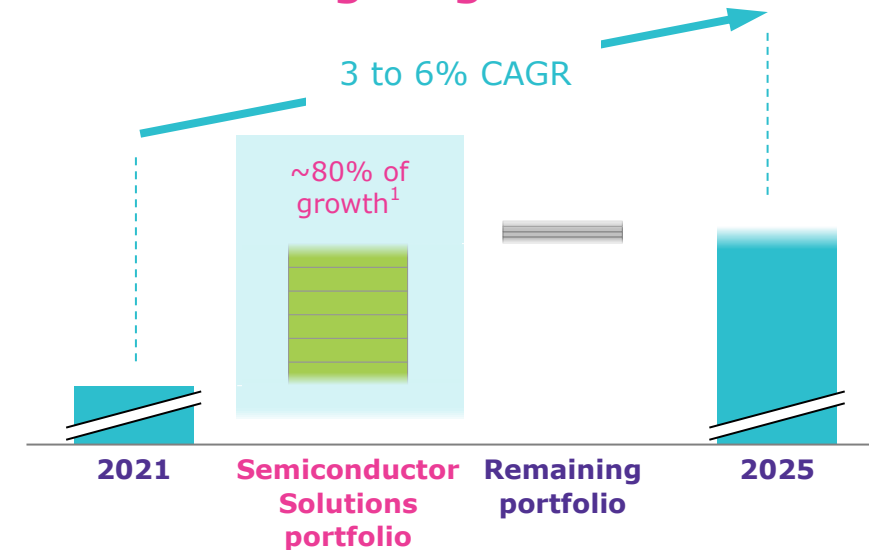 3 to 6% CAGR
~80% of
growth1
2021
Semiconductor
Solutions
portfolio
Remaining
portfolio
2025